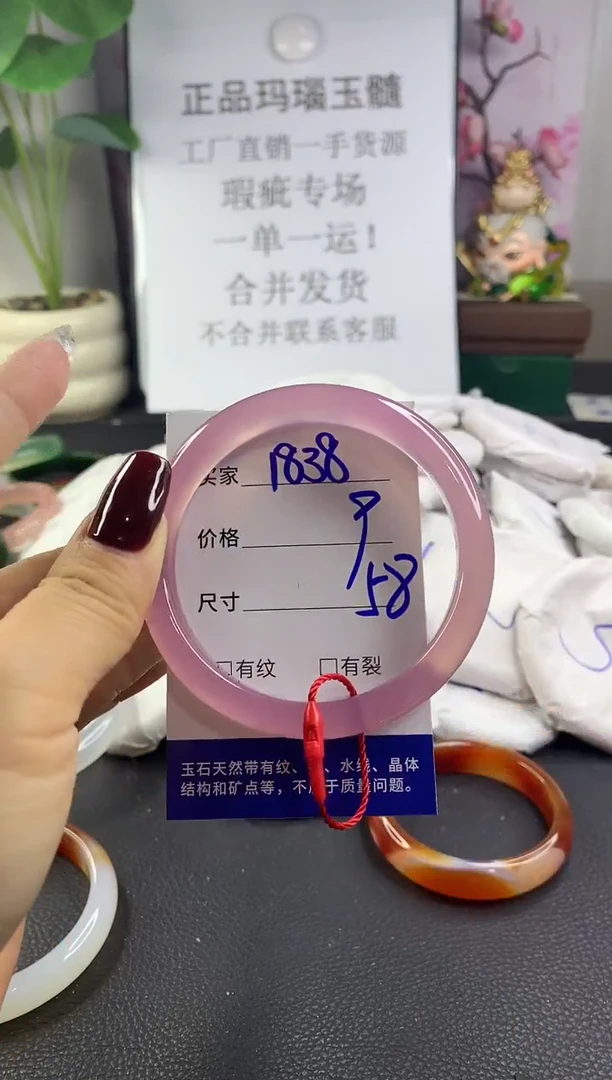 正品玛瑙玉髓
工厂直销一手货源
瑕疵专场
一单一运！
合并发货
不合并联系客服
买家 1838
价格 9
尺寸 58
□有纹 □有裂
玉石天然带有纹、、水线、晶体
结构和矿点等，不于质量问题。